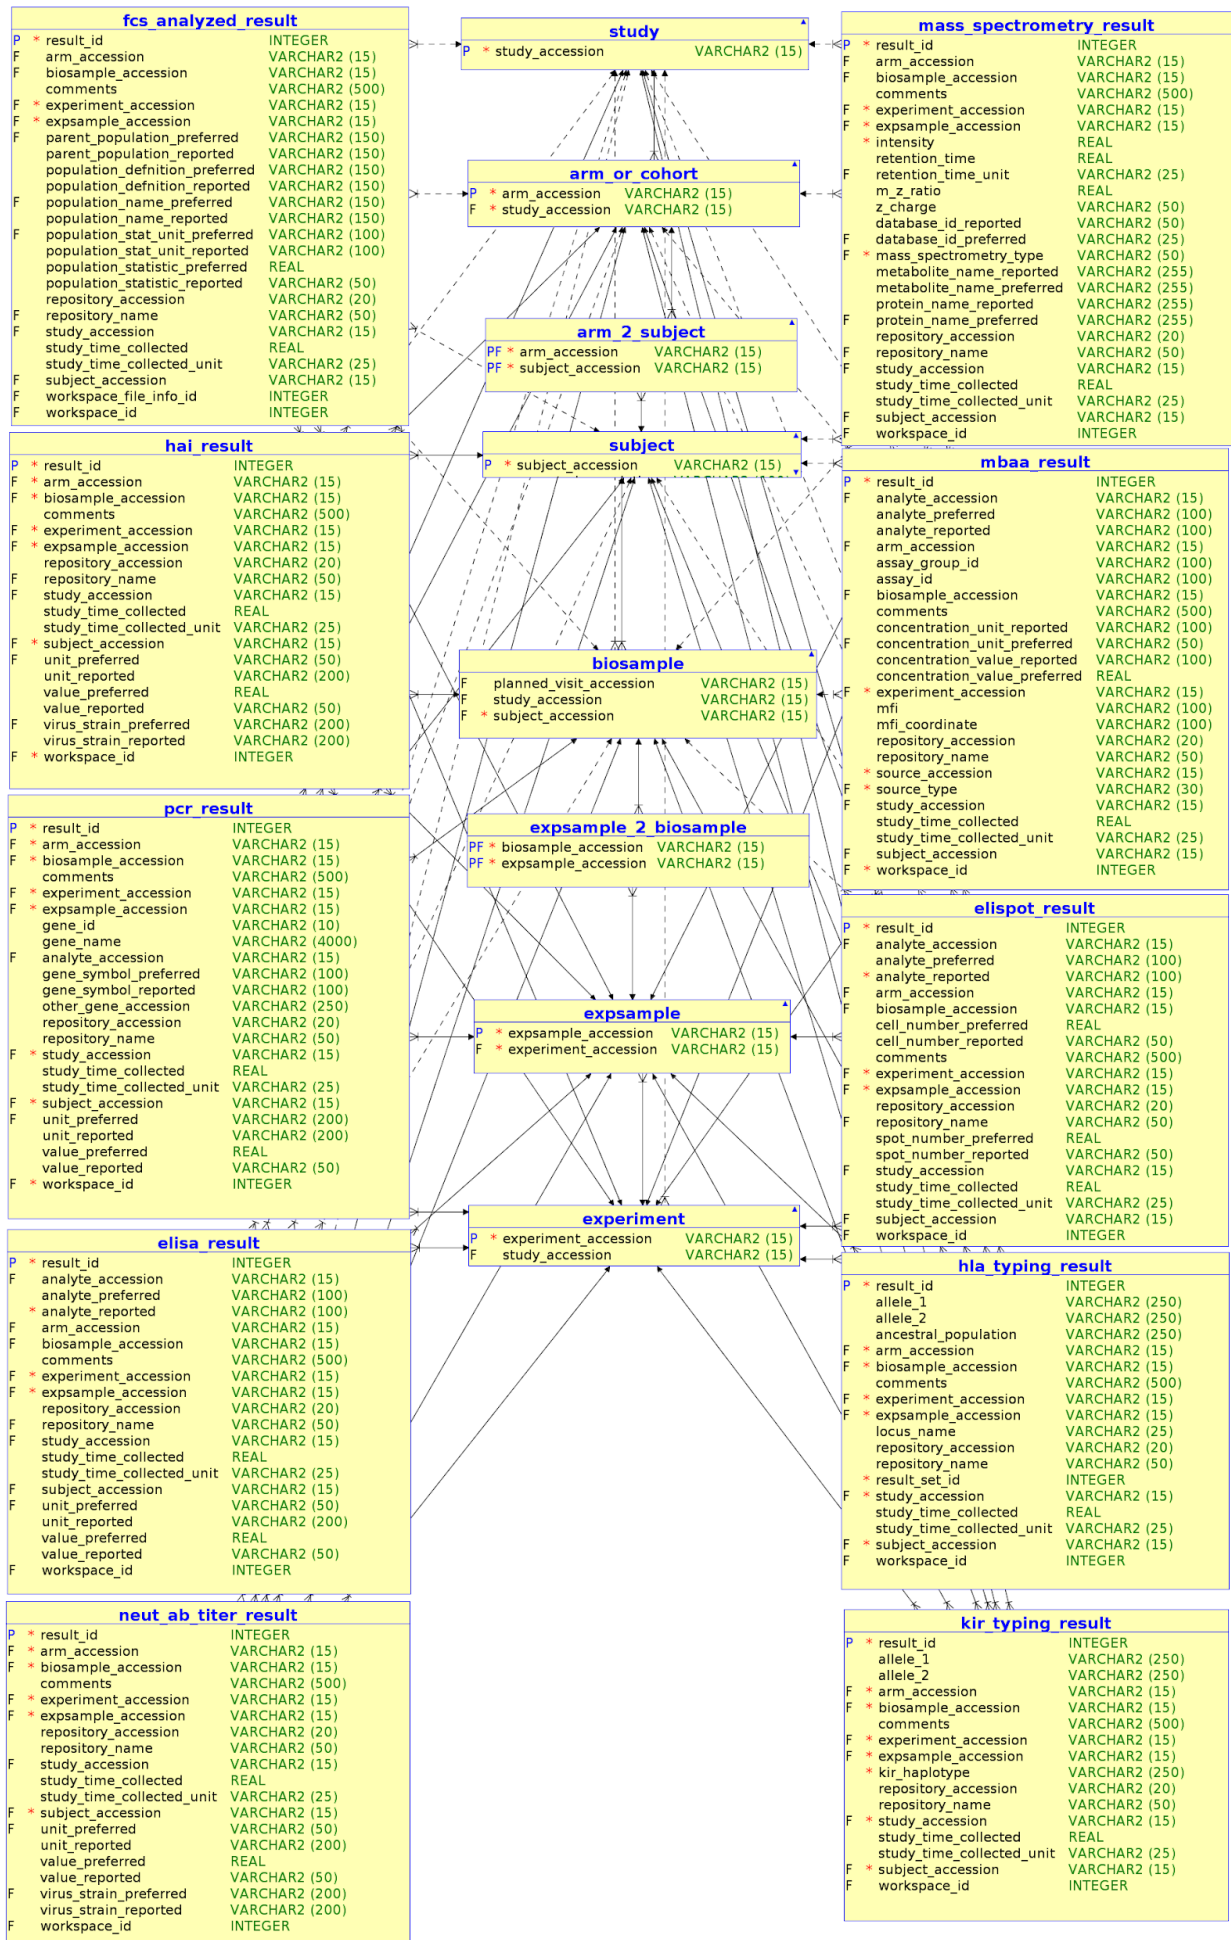 fcs_analyzed_result
P * result_id INTEGER
F arm_accession VARCHAR2 (15)
F biosample_accession VARCHAR2 (15)
comments VARCHAR2 (500)
F * experiment_accession VARCHAR2 (15)
F * expsample_accession VARCHAR2 (15)
F parent_population_preferred VARCHAR2 (150)
parent_population_reported VARCHAR2 (150)
population_defnition_preferred VARCHAR2 (150)
population_defnition_reported VARCHAR2 (150)
F population_name_preferred VARCHAR2 (150)
population_name_reported VARCHAR2 (150)
F population_stat_unit_preferred VARCHAR2 (100)
population_stat_unit_reported VARCHAR2 (100)
population_statistic_preferred REAL
population_statistic_reported VARCHAR2 (50)
repository_accession VARCHAR2 (20)
F repository_name VARCHAR2 (50)
F study_accession VARCHAR2 (15)
study_time_collected REAL
study_time_collected_unit VARCHAR2 (25)
F subject_accession VARCHAR2 (15)
F workspace_file_info_id INTEGER
F workspace_id INTEGER
hai_result
P * result_id INTEGER
F * arm_accession VARCHAR2 (15)
F * biosample_accession VARCHAR2 (15)
comments VARCHAR2 (500)
F * experiment_accession VARCHAR2 (15)
F * expsample_accession VARCHAR2 (15)
repository_accession VARCHAR2 (20)
F repository_name VARCHAR2 (50)
F study_accession VARCHAR2 (15)
study_time_collected REAL
study_time_collected_unit VARCHAR2 (25)
F * subject_accession VARCHAR2 (15)
F unit_preferred VARCHAR2 (50)
unit_reported VARCHAR2 (200)
value_preferred REAL
value_reported VARCHAR2 (50)
F virus_strain_preferred VARCHAR2 (200)
virus_strain_reported VARCHAR2 (200)
F * workspace_id INTEGER
pcr_result
P * result_id INTEGER
F * arm_accession VARCHAR2 (15)
F * biosample_accession VARCHAR2 (15)
comments VARCHAR2 (500)
F * experiment_accession VARCHAR2 (15)
F * expsample_accession VARCHAR2 (15)
gene_id VARCHAR2 (10)
gene_name VARCHAR2 (4000)
F analyte_accession VARCHAR2 (15)
gene_symbol_preferred VARCHAR2 (100)
gene_symbol_reported VARCHAR2 (100)
other_gene_accession VARCHAR2 (250)
repository_accession VARCHAR2 (20)
repository_name VARCHAR2 (50)
F * study_accession VARCHAR2 (15)
study_time_collected REAL
study_time_collected_unit VARCHAR2 (25)
F * subject_accession VARCHAR2 (15)
F unit_preferred VARCHAR2 (200)
unit_reported VARCHAR2 (200)
value_preferred REAL
value_reported VARCHAR2 (50)
F * workspace_id INTEGER
elisa_result
P * result_id INTEGER
F analyte_accession VARCHAR2 (15)
analyte_preferred VARCHAR2 (100)
* analyte_reported VARCHAR2 (100)
F arm_accession VARCHAR2 (15)
F biosample_accession VARCHAR2 (15)
comments VARCHAR2 (500)
F * experiment_accession VARCHAR2 (15)
F * expsample_accession VARCHAR2 (15)
repository_accession VARCHAR2 (20)
F repository_name VARCHAR2 (50)
F study_accession VARCHAR2 (15)
study_time_collected REAL
study_time_collected_unit VARCHAR2 (25)
F subject_accession VARCHAR2 (15)
F unit_preferred VARCHAR2 (50)
unit_reported VARCHAR2 (200)
value_preferred REAL
value_reported VARCHAR2 (50)
F workspace_id INTEGER
neut_ab_titer_result
P * result_id INTEGER
F * arm_accession VARCHAR2 (15)
F * biosample_accession VARCHAR2 (15)
comments VARCHAR2 (500)
F * experiment_accession VARCHAR2 (15)
F * expsample_accession VARCHAR2 (15)
repository_accession VARCHAR2 (20)
repository_name VARCHAR2 (50)
F study_accession VARCHAR2 (15)
study_time_collected REAL
study_time_collected_unit VARCHAR2 (25)
F * subject_accession VARCHAR2 (15)
F unit_preferred VARCHAR2 (50)
unit_reported VARCHAR2 (200)
value_preferred REAL
value_reported VARCHAR2 (50)
F virus_strain_preferred VARCHAR2 (200)
virus_strain_reported VARCHAR2 (200)
F workspace_id INTEGER
study
P * study_accession VARCHAR2 (15)
arm_or_cohort
P * arm_accession VARCHAR2 (15)
F * study_accession VARCHAR2 (15)
arm_2_subject
PF * arm_accession VARCHAR2 (15)
PF * subject_accession VARCHAR2 (15)
subject
P * subject_accession VARCHAR2 (15)
biosample
F planned_visit_accession VARCHAR2 (15)
F study_accession VARCHAR2 (15)
F * subject_accession VARCHAR2 (15)
expsample_2_biosample
PF * biosample_accession VARCHAR2 (15)
PF * expsample_accession VARCHAR2 (15)
expsample
P * expsample_accession VARCHAR2 (15)
F * experiment_accession VARCHAR2 (15)
experiment
P * experiment_accession VARCHAR2 (15)
F study_accession VARCHAR2 (15)
mass_spectrometry_result
P * result_id INTEGER
F arm_accession VARCHAR2 (15)
F biosample_accession VARCHAR2 (15)
comments VARCHAR2 (500)
F * experiment_accession VARCHAR2 (15)
F * expsample_accession VARCHAR2 (15)
* intensity REAL
retention_time REAL
F retention_time_unit VARCHAR2 (25)
m_z_ratio REAL
z_charge VARCHAR2 (50)
database_id_reported VARCHAR2 (50)
F database_id_preferred VARCHAR2 (25)
F * mass_spectrometry_type VARCHAR2 (50)
metabolite_name_reported VARCHAR2 (255)
metabolite_name_preferred VARCHAR2 (255)
protein_name_reported VARCHAR2 (255)
F protein_name_preferred VARCHAR2 (255)
repository_accession VARCHAR2 (20)
F repository_name VARCHAR2 (50)
F study_accession VARCHAR2 (15)
study_time_collected REAL
study_time_collected_unit VARCHAR2 (25)
F subject_accession VARCHAR2 (15)
F workspace_id INTEGER
mbaa_result
P * result_id INTEGER
F analyte_accession VARCHAR2 (15)
analyte_preferred VARCHAR2 (100)
analyte_reported VARCHAR2 (100)
F arm_accession VARCHAR2 (15)
assay_group_id VARCHAR2 (100)
assay_id VARCHAR2 (100)
F biosample_accession VARCHAR2 (15)
comments VARCHAR2 (500)
concentration_unit_reported VARCHAR2 (100)
F concentration_unit_preferred VARCHAR2 (50)
concentration_value_reported VARCHAR2 (100)
concentration_value_preferred REAL
F * experiment_accession VARCHAR2 (15)
mfi VARCHAR2 (100)
mfi_coordinate VARCHAR2 (100)
repository_accession VARCHAR2 (20)
F repository_name VARCHAR2 (50)
* source_accession VARCHAR2 (15)
F * source_type VARCHAR2 (30)
F study_accession VARCHAR2 (15)
study_time_collected REAL
study_time_collected_unit VARCHAR2 (25)
F subject_accession VARCHAR2 (15)
F * workspace_id INTEGER
elispot_result
P * result_id INTEGER
F analyte_accession VARCHAR2 (15)
analyte_preferred VARCHAR2 (100)
* analyte_reported VARCHAR2 (100)
F arm_accession VARCHAR2 (15)
F biosample_accession VARCHAR2 (15)
cell_number_preferred REAL
cell_number_reported VARCHAR2 (50)
comments VARCHAR2 (500)
F * experiment_accession VARCHAR2 (15)
F * expsample_accession VARCHAR2 (15)
repository_accession VARCHAR2 (20)
F repository_name VARCHAR2 (50)
spot_number_preferred REAL
spot_number_reported VARCHAR2 (50)
F study_accession VARCHAR2 (15)
study_time_collected REAL
study_time_collected_unit VARCHAR2 (25)
F subject_accession VARCHAR2 (15)
F workspace_id INTEGER
hla_typing_result
P * result_id INTEGER
allele_1 VARCHAR2 (250)
allele_2 VARCHAR2 (250)
ancestral_population VARCHAR2 (250)
F * arm_accession VARCHAR2 (15)
F * biosample_accession VARCHAR2 (15)
comments VARCHAR2 (500)
F * experiment_accession VARCHAR2 (15)
F * expsample_accession VARCHAR2 (15)
locus_name VARCHAR2 (25)
repository_accession VARCHAR2 (20)
repository_name VARCHAR2 (50)
* result_set_id INTEGER
F * study_accession VARCHAR2 (15)
study_time_collected REAL
study_time_collected_unit VARCHAR2 (25)
F * subject_accession VARCHAR2 (15)
F workspace_id INTEGER
kir_typing_result
P * result_id INTEGER
allele_1 VARCHAR2 (250)
allele_2 VARCHAR2 (250)
F * arm_accession VARCHAR2 (15)
F * biosample_accession VARCHAR2 (15)
comments VARCHAR2 (500)
F * experiment_accession VARCHAR2 (15)
F * expsample_accession VARCHAR2 (15)
* kir_haplotype VARCHAR2 (250)
repository_accession VARCHAR2 (20)
repository_name VARCHAR2 (50)
F * study_accession VARCHAR2 (15)
study_time_collected REAL
study_time_collected_unit VARCHAR2 (25)
F * subject_accession VARCHAR2 (15)
F workspace_id INTEGER